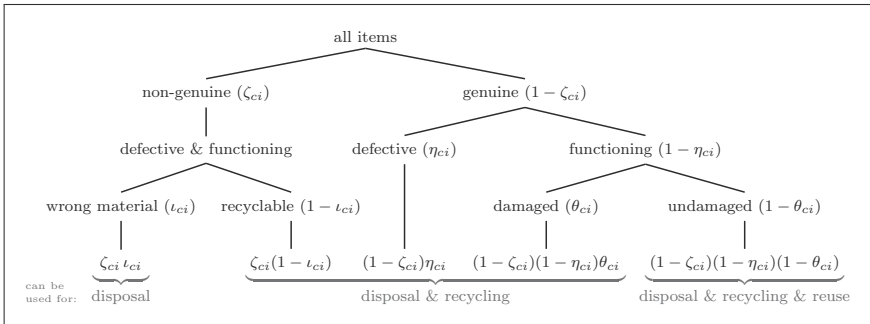 all items
non-genuine (ζ_ci) genuine (1 − ζ_ci)
defective & functioning defective (η_ci) functioning (1 − η_ci)
wrong material (ι_ci) recyclable (1 − ι_ci) damaged (θ_ci) undamaged (1 − θ_ci)
ζ_ci ι_ci ζ_ci(1 − ι_ci) (1 − ζ_ci)η_ci (1 − ζ_ci)(1 − η_ci)θ_ci (1 − ζ_ci)(1 − η_ci)(1 − θ_ci)
can be
used for: disposal disposal & recycling disposal & recycling & reuse